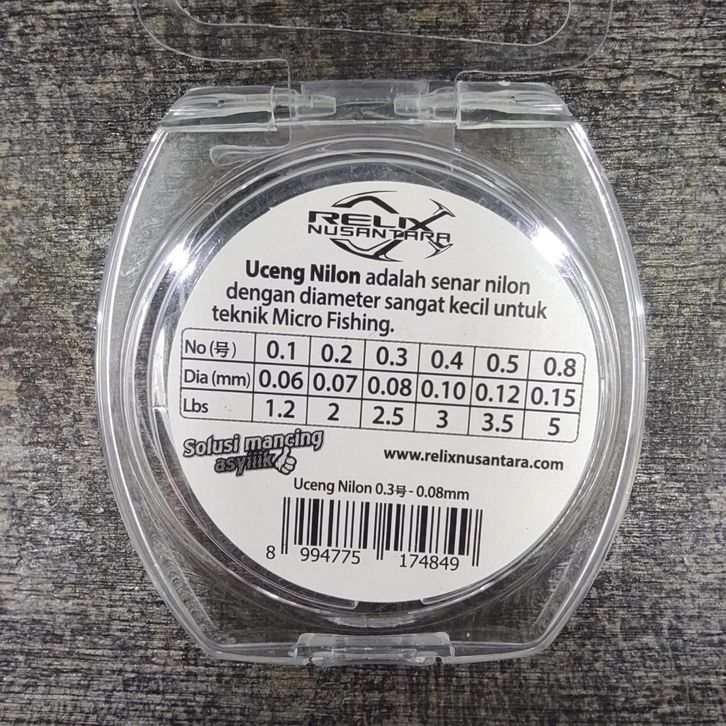 RELIX
NUSANTARA
Uceng Nilon adalah senar nilon
dengan diameter sangat kecil untuk
teknik Micro Fishing.
No (号) 0.1 0.2 0.3 0.4 0.5 0.8
Dia (mm) 0.06 0.07 0.08 0.10 0.12 0.15
Lbs 1.2 2 2.5 3 3.5 5
Solusi mancing
asyiiik
www.relixnusantara.com
Uceng Nilon 0.3号 - 0.08mm
8 994775 174849